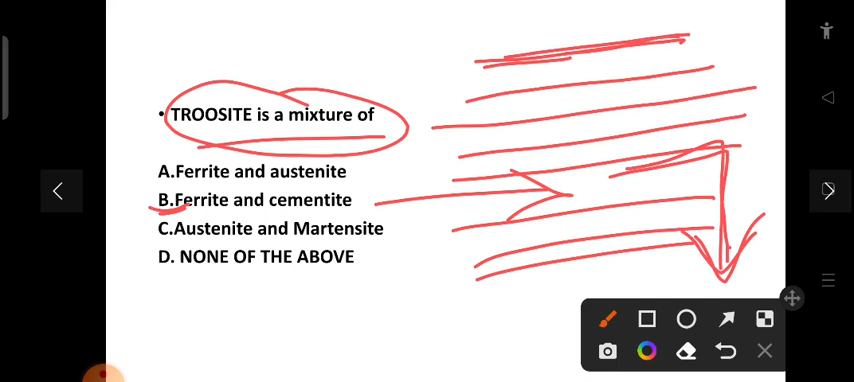 • TROOSITE is a mixture of
A.Ferrite and austenite
B.Ferrite and cementite
C.Austenite and Martensite
D. NONE OF THE ABOVE